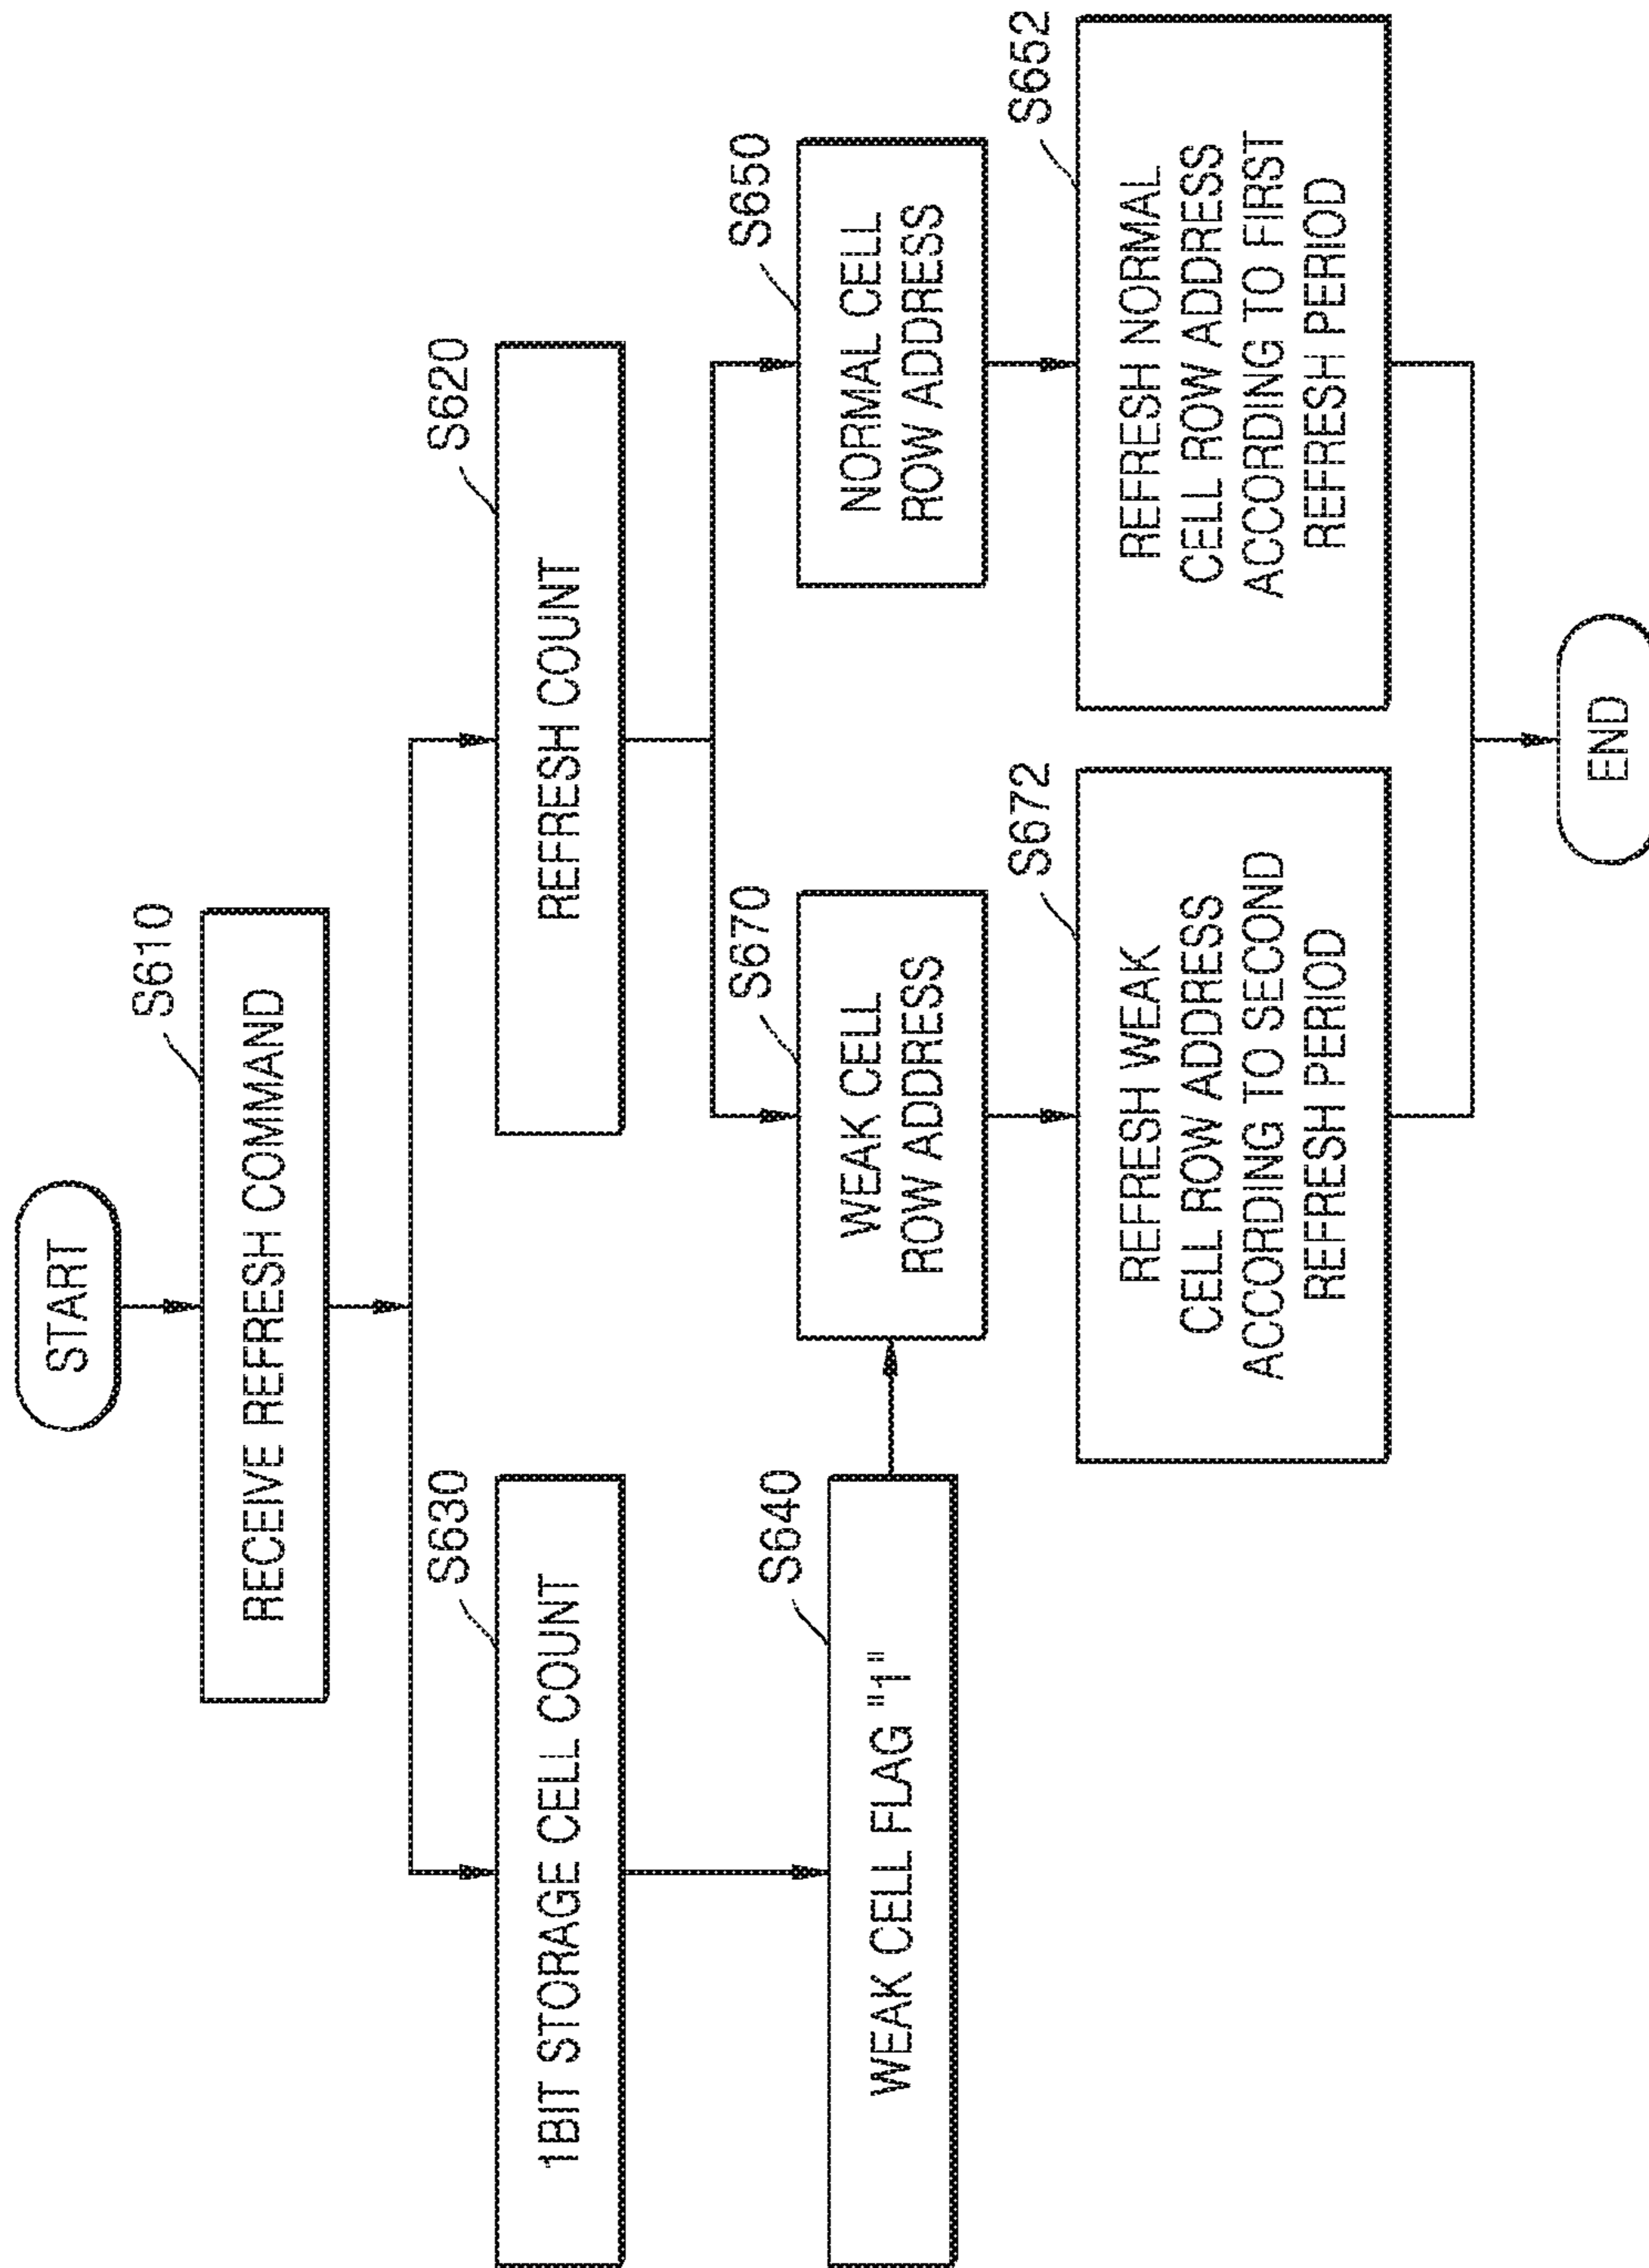 START
S610
RECEIVE REFRESH COMMAND
S630
1BIT STORAGE CELL COUNT
S620
REFRESH COUNT
S640
WEAK CELL FLAG "1"
S670
WEAK CELL
ROW ADDRESS
S650
NORMAL CELL
ROW ADDRESS
S672
REFRESH WEAK
CELL ROW ADDRESS
ACCORDING TO SECOND
REFRESH PERIOD
S652
REFRESH NORMAL
CELL ROW ADDRESS
ACCORDING TO FIRST
REFRESH PERIOD
END